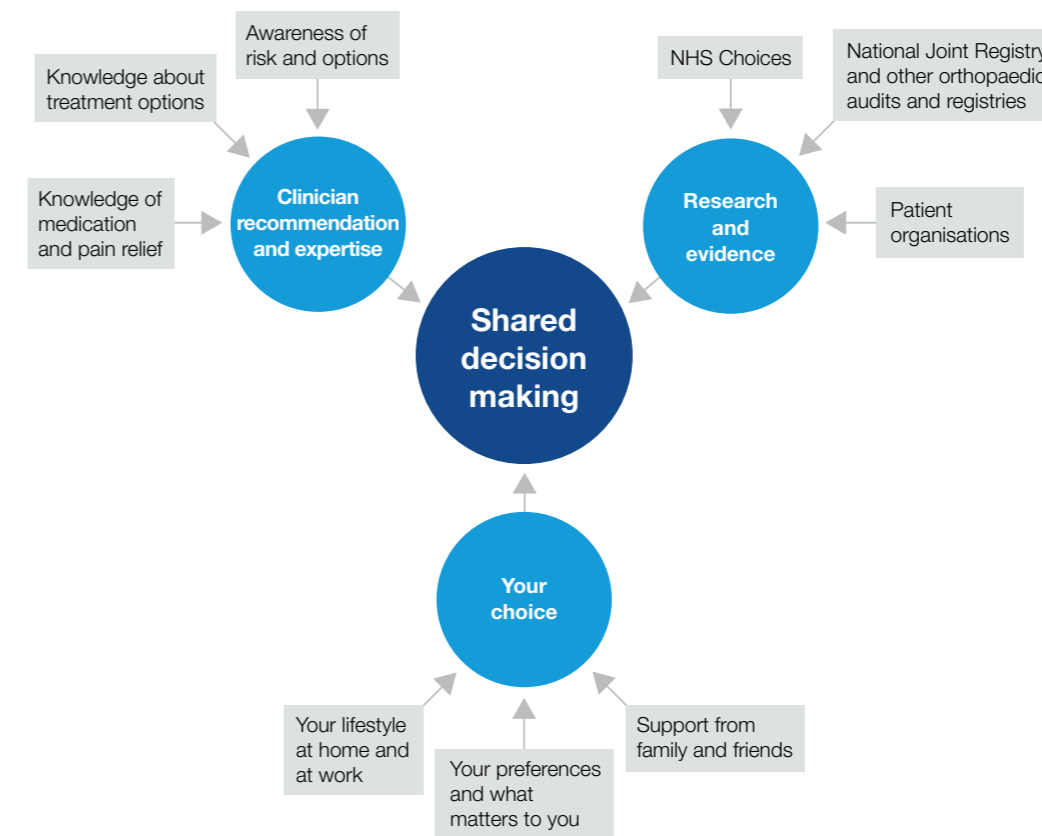 Awareness of
risk and options
Knowledge about
treatment options
Knowledge of
medication
and pain relief
Clinician
recommendation
and expertise
NHS Choices
National Joint Registry
and other orthopaedic
audits and registries
Patient
organisations
Research
and
evidence
Shared
decision
making
Your
choice
Your lifestyle
at home and
at work
Your preferences
and what
matters to you
Support from
family and friends